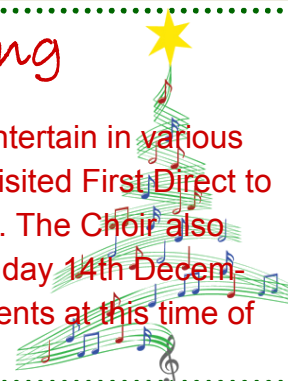 ng
ntertain in various
isited First Direct to
. The Choir also
day 14th Decem-
ents at this time of